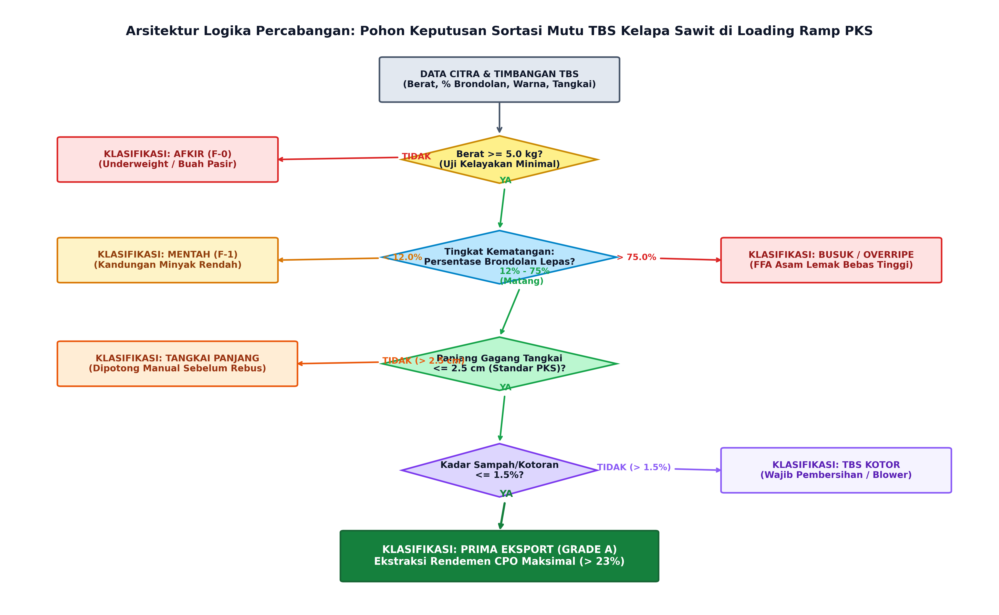 Arsitektur Logika Percabangan: Pohon Keputusan Sortasi Mutu TBS Kelapa Sawit di Loading Ramp PKS
DATA CITRA & TIMBANGAN TBS
(Berat, % Brondolan, Warna, Tangkai)
KLASIFIKASI: AFKIR (F-0)
(Underweight / Buah Pasir)
TIDAK
Berat >= 5.0 kg?
(Uji Kelayakan Minimal)
YA
KLASIFIKASI: MENTAH (F-1)
(Kandungan Minyak Rendah)
< 12.0%
Tingkat Kematangan:
Persentase Brondolan Lepas?
> 75.0%
KLASIFIKASI: BUSUK / OVERRIPE
(FFA Asam Lemak Bebas Tinggi)
12% - 75%
(Matang)
KLASIFIKASI: TANGKAI PANJANG
(Dipotong Manual Sebelum Rebus)
TIDAK (> 2.5 cm)
Panjang Gagang Tangkai
<= 2.5 cm (Standar PKS)?
YA
Kadar Sampah/Kotoran
<= 1.5%?
TIDAK (> 1.5%)
KLASIFIKASI: TBS KOTOR
(Wajib Pembersihan / Blower)
YA
KLASIFIKASI: PRIMA EKSPORT (GRADE A)
Ekstraksi Rendemen CPO Maksimal (> 23%)